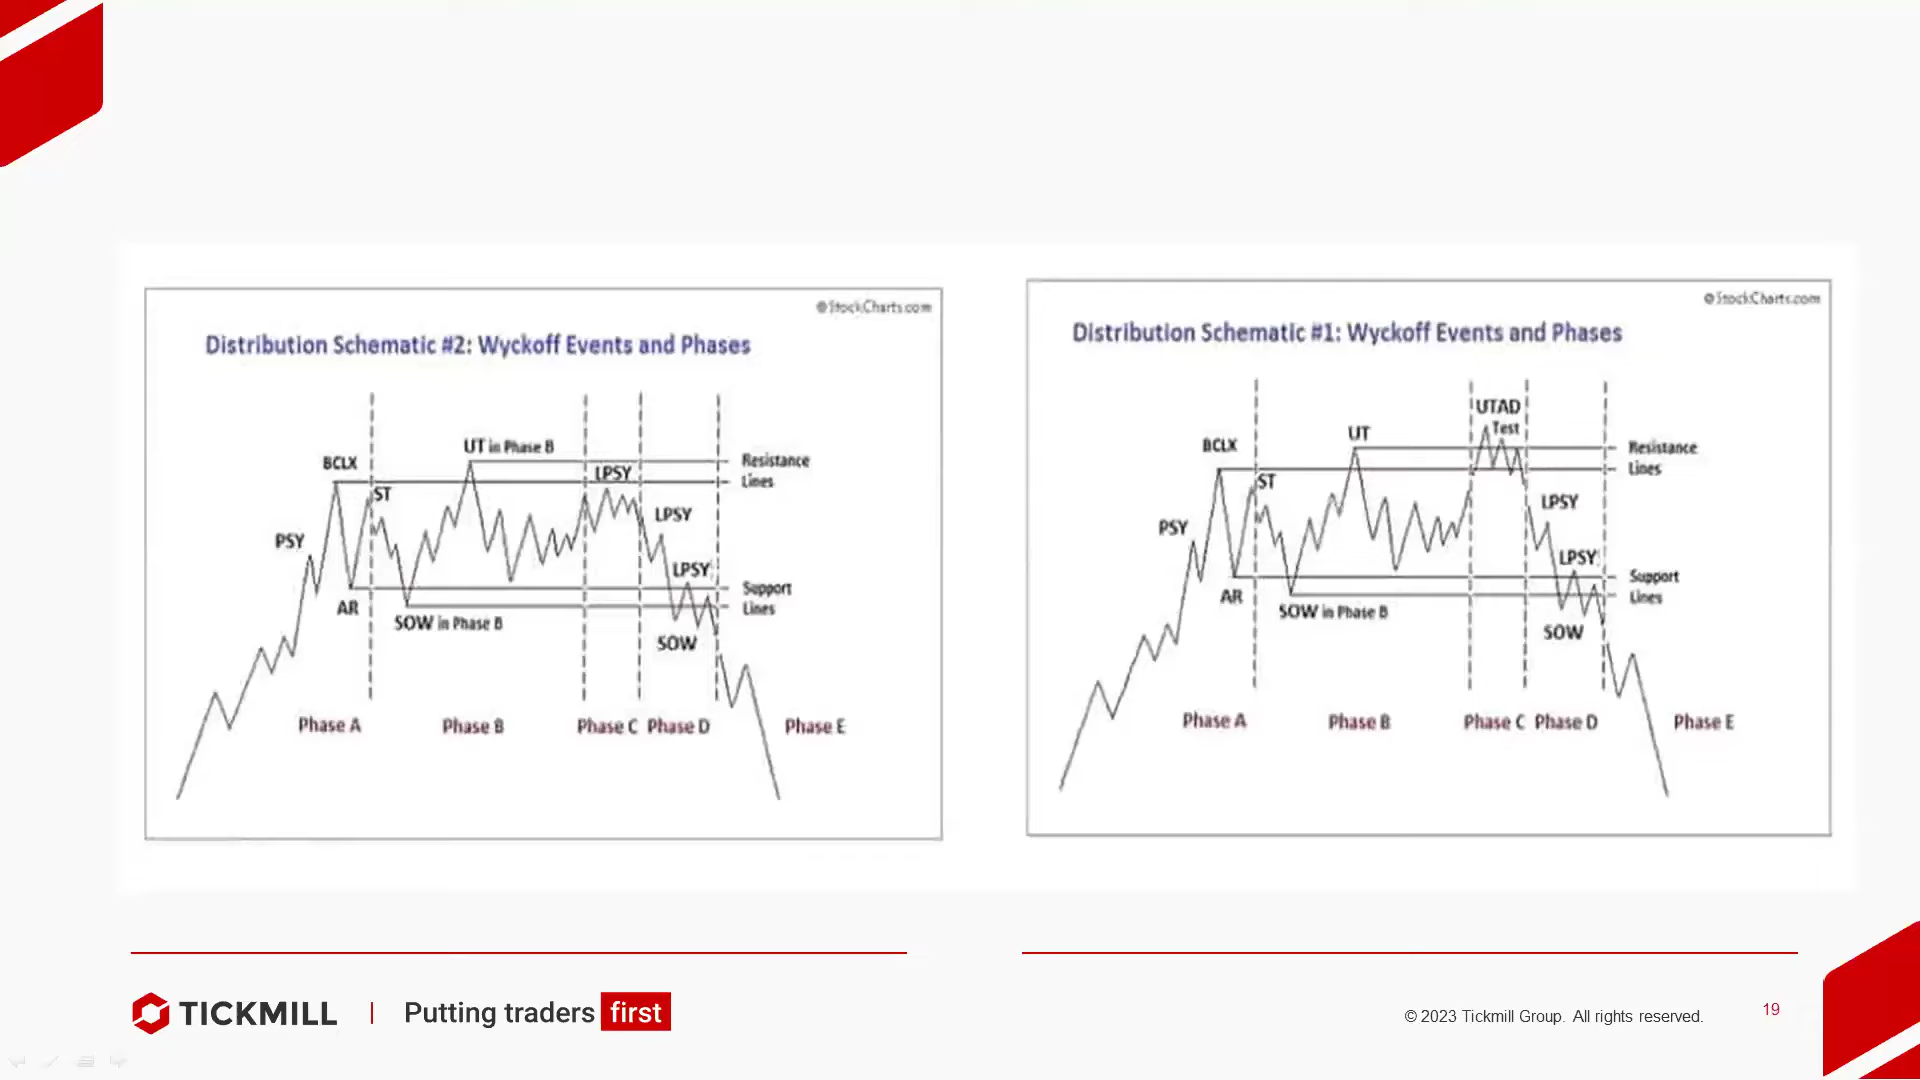 ©StockCharts.com
Distribution Schematic #2: Wyckoff Events and Phases
UT in Phase B
BCLX
Resistance
LPSY
Lines
ST
LPSY
PSY
LPSY
Support
AR
Lines
SOW in Phase B
SOW
Phase A
Phase B
Phase C
Phase D
Phase E
©StockCharts.com
Distribution Schematic #1: Wyckoff Events and Phases
UTAD
Test
UT
BCLX
Resistance
Lines
ST
LPSY
PSY
LPSY
Support
AR
Lines
SOW in Phase B
SOW
Phase A
Phase B
Phase C
Phase D
Phase E
TICKMILL | Putting traders first
© 2023 Tickmill Group. All rights reserved.
19